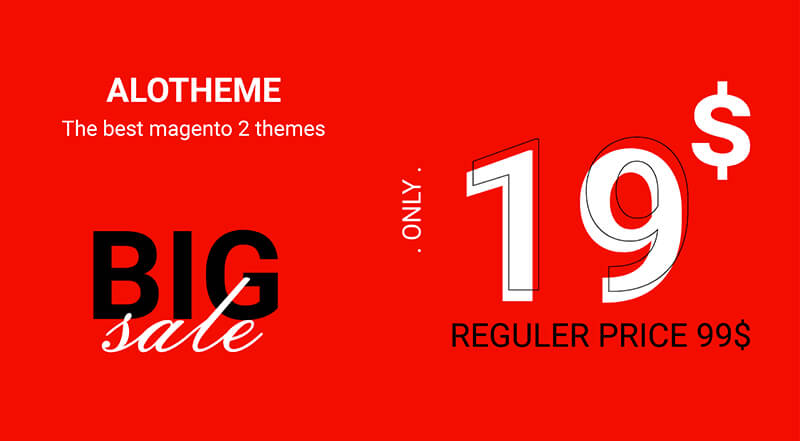 ALOTHEME
The best magento 2 themes
BIG
sale
. ONLY .
19$
REGULER PRICE 99$